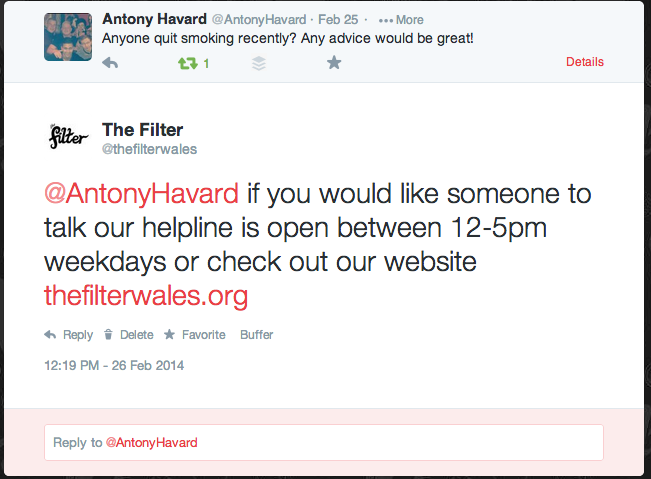 Antony Havard @AntonyHavard · Feb 25 · ••• More
Anyone quit smoking recently? Any advice would be great!
1
Details
the filter
The Filter
@thefilterwales
@AntonyHavard if you would like someone to
talk our helpline is open between 12-5pm
weekdays or check out our website
thefilterwales.org
Reply Delete Favorite Buffer
12:19 PM - 26 Feb 2014
Reply to @AntonyHavard